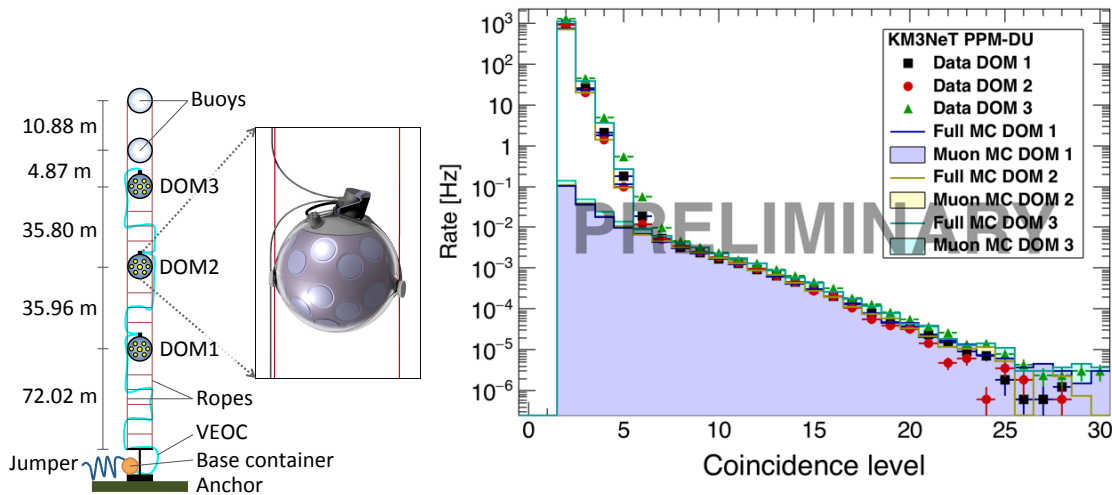 Buoys
10.88 m
4.87 m
DOM3
35.80 m
DOM2
35.96 m
DOM1
72.02 m
Ropes
VEOC
Jumper
Base container
Anchor
Rate [Hz]
10³
10²
10
1
10⁻¹
10⁻²
10⁻³
10⁻⁴
10⁻⁵
10⁻⁶
KM3NeT PPM-DU
Data DOM 1
Data DOM 2
Data DOM 3
Full MC DOM 1
Muon MC DOM 1
Full MC DOM 2
Muon MC DOM 2
Full MC DOM 3
Muon MC DOM 3
PRELIMINARY
0 5 10 15 20 25 30
Coincidence level